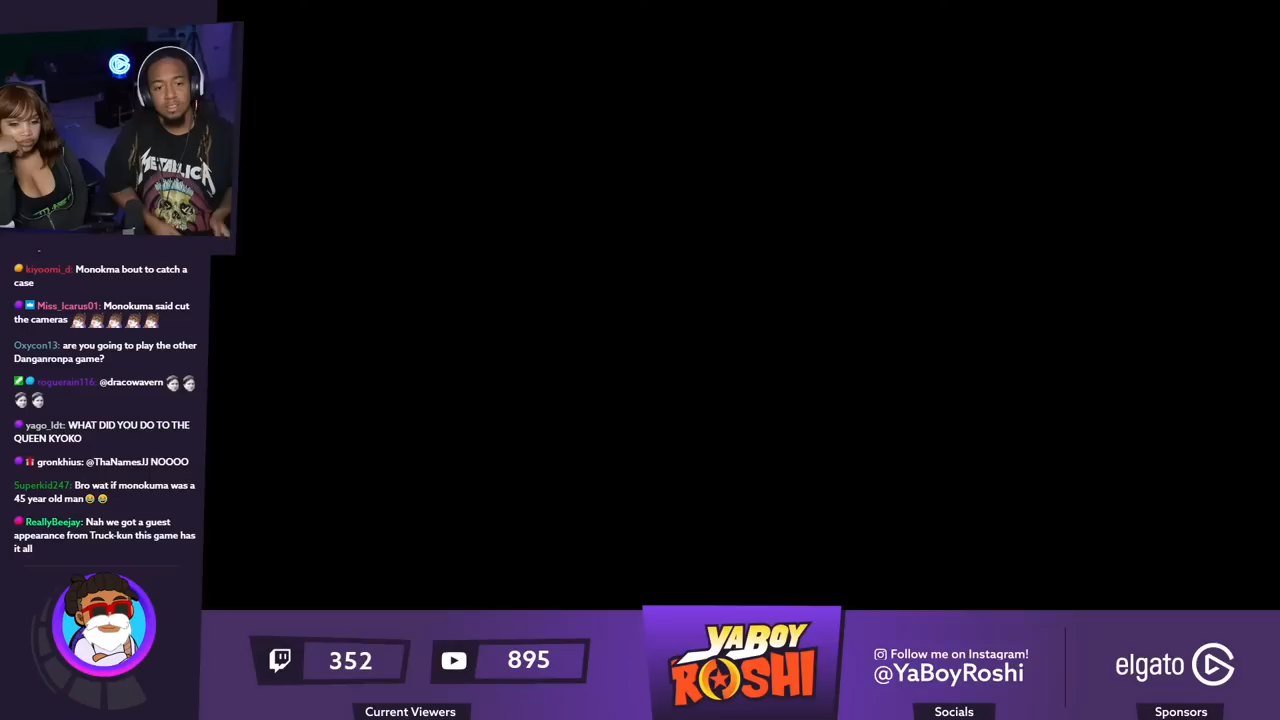 METALLICA
kiyoomi_d: Monokma bout to catch a
case
Miss_Icarus01: Monokuma said cut
the cameras
Oxycon13: are you going to play the other
Danganronpa game?
roguerain116: @dracowavern
yago_ldt: WHAT DID YOU DO TO THE
QUEEN KYOKO
gronkhius: @ThaNamesJJ NOOOO
Superkid247: Bro wat if monokuma was a
45 year old man
ReallyBeejay: Nah we got a guest
appearance from Truck-kun this game has
it all
352
895
Current Viewers
YABOY
ROSHI
Follow me on Instagram!
@YaBoyRoshi
Socials
elgato
Sponsors